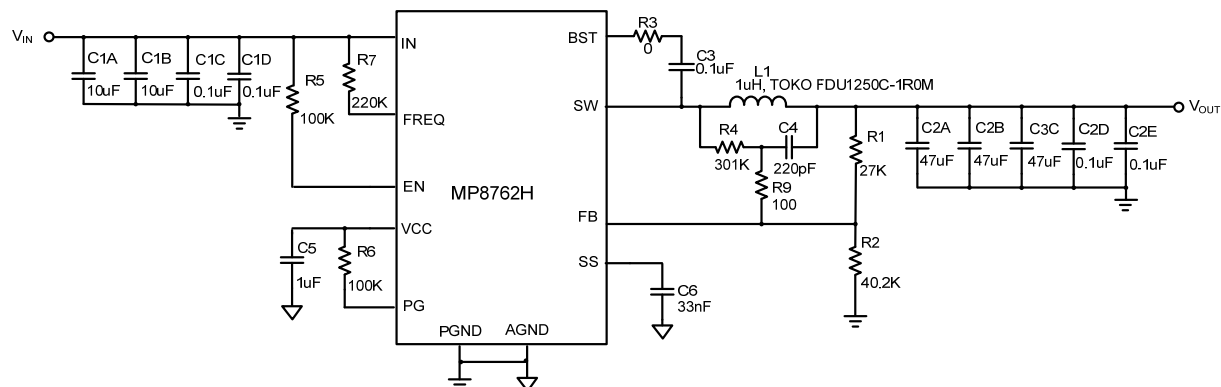 VIN
C1A
10uF
C1B
10uF
C1C
0.1uF
C1D
0.1uF
R5
100K
R7
220K
C5
1uF
R6
100K
IN
FREQ
EN
VCC
PG
MP8762H
PGND
AGND
BST
SW
FB
SS
R3
0
C3
0.1uF
L1
1uH, TOKO FDU1250C-1R0M
R4
301K
C4
220pF
R9
100
R1
27K
R2
40.2K
C6
33nF
C2A
47uF
C2B
47uF
C3C
47uF
C2D
0.1uF
C2E
0.1uF
VOUT